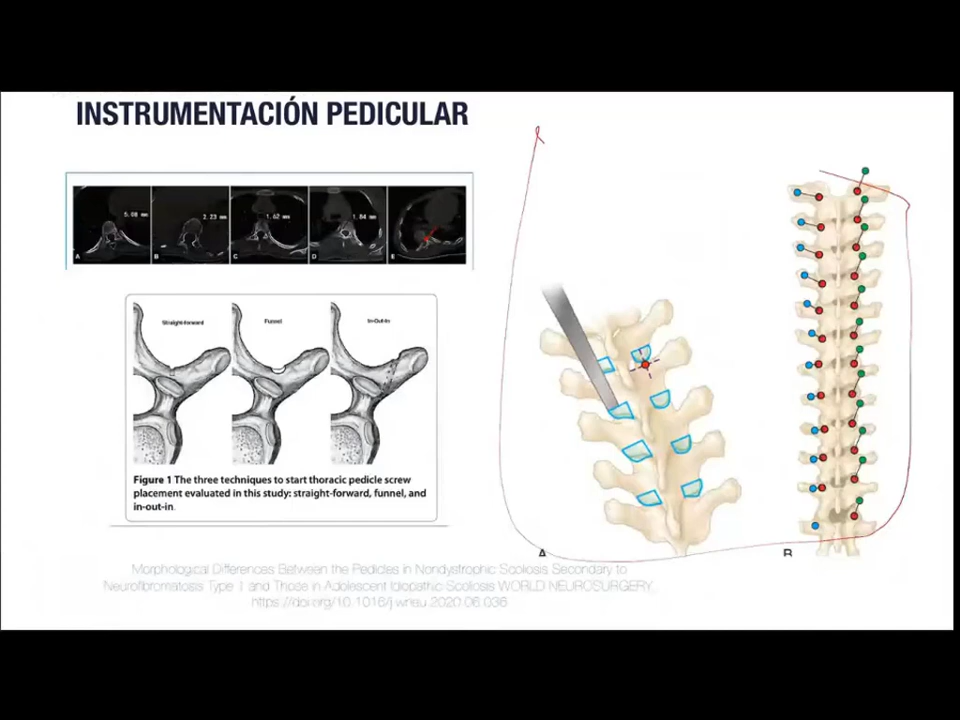 INSTRUMENTACIÓN PEDICULAR
5.08 mm
2.23 mm
1.62 mm
1.84 mm
A B C D E
Straight-forward Funnel In-Out-In
Figure 1 The three techniques to start thoracic pedicle screw
placement evaluated in this study: straight-forward, funnel, and
in-out-in.
A
B
Morphological Differences Between the Pedicles in Nondystrophic Scoliosis Secondary to
Neurofibromatosis Type 1 and Those in Adolescent Idiopathic Scoliosis WORLD NEUROSURGERY.
https://doi.org/10.1016/j.wneu.2020.06.036